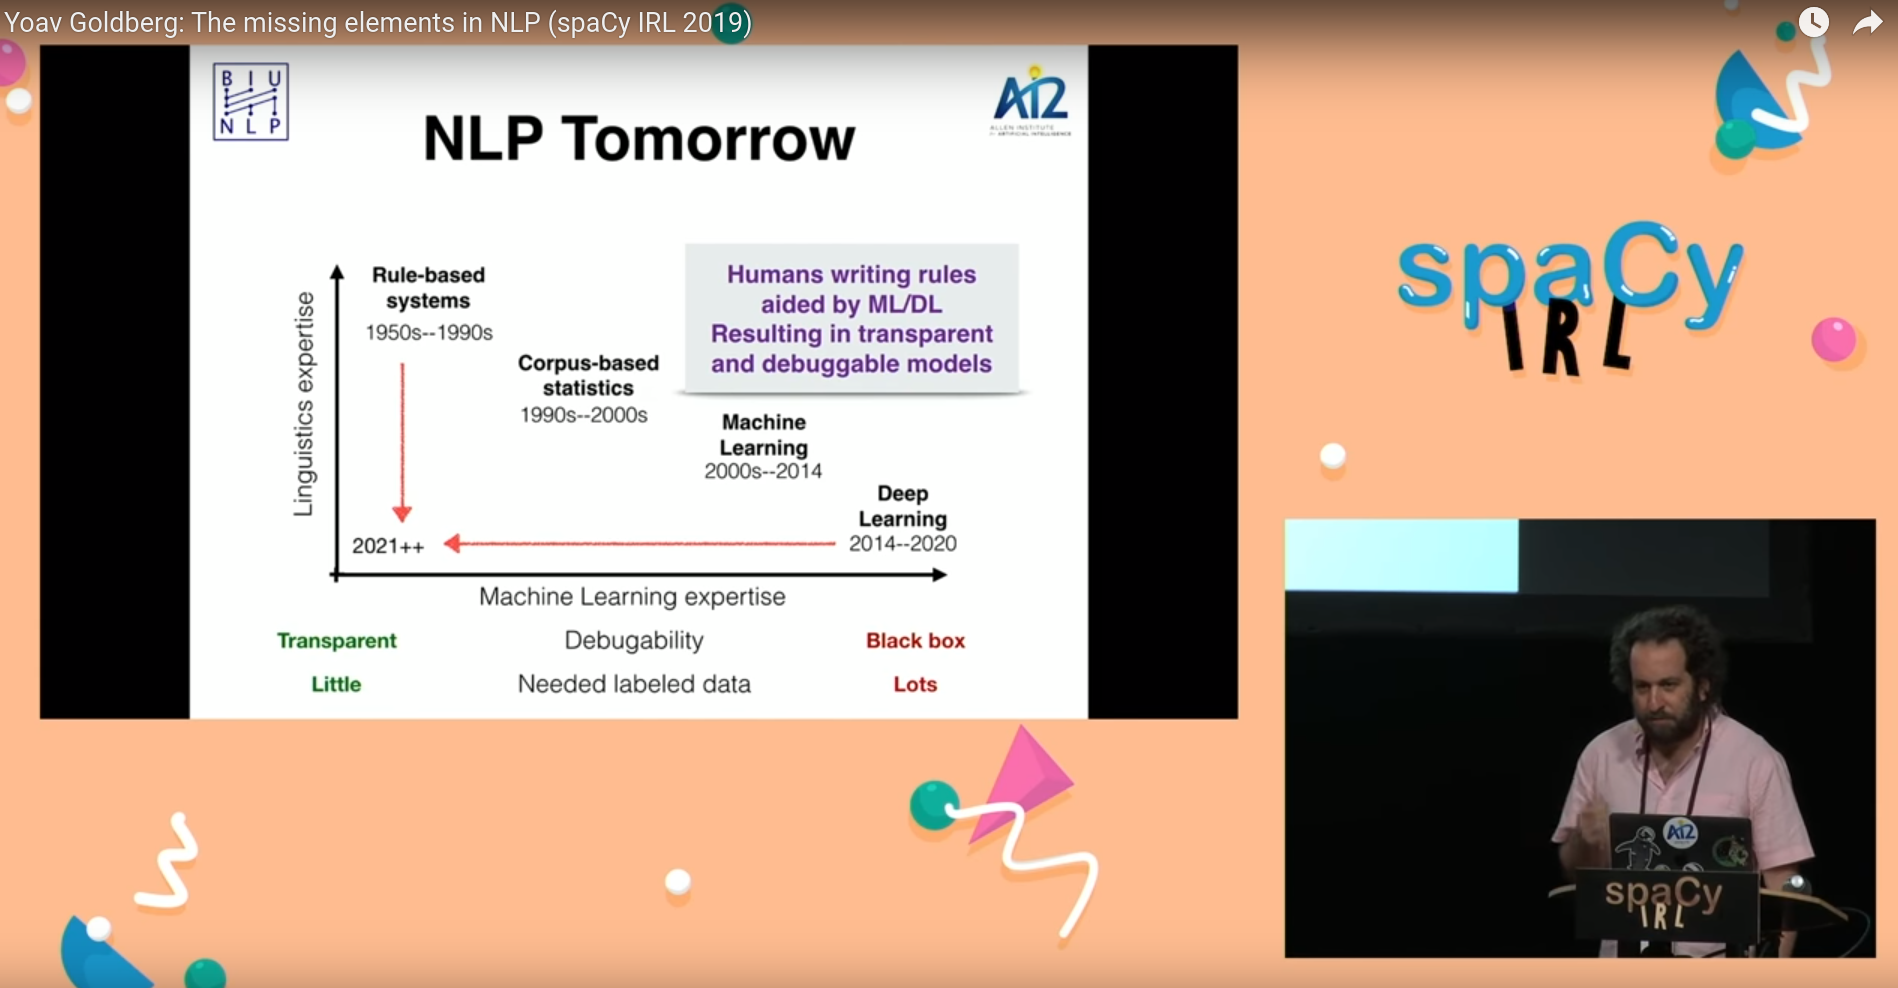 Yoav Goldberg: The missing elements in NLP (spaCy IRL 2019)
B I U
N L P
AI2
ALLEN INSTITUTE
for ARTIFICIAL INTELLIGENCE
NLP Tomorrow
Linguistics expertise
Rule-based
systems
1950s--1990s
Corpus-based
statistics
1990s--2000s
Humans writing rules
aided by ML/DL
Resulting in transparent
and debuggable models
Machine
Learning
2000s--2014
Deep
Learning
2014--2020
2021++
Machine Learning expertise
Transparent
Debugability
Black box
Little
Needed labeled data
Lots
spaCy
IRL
AI2
spaCy
IRL